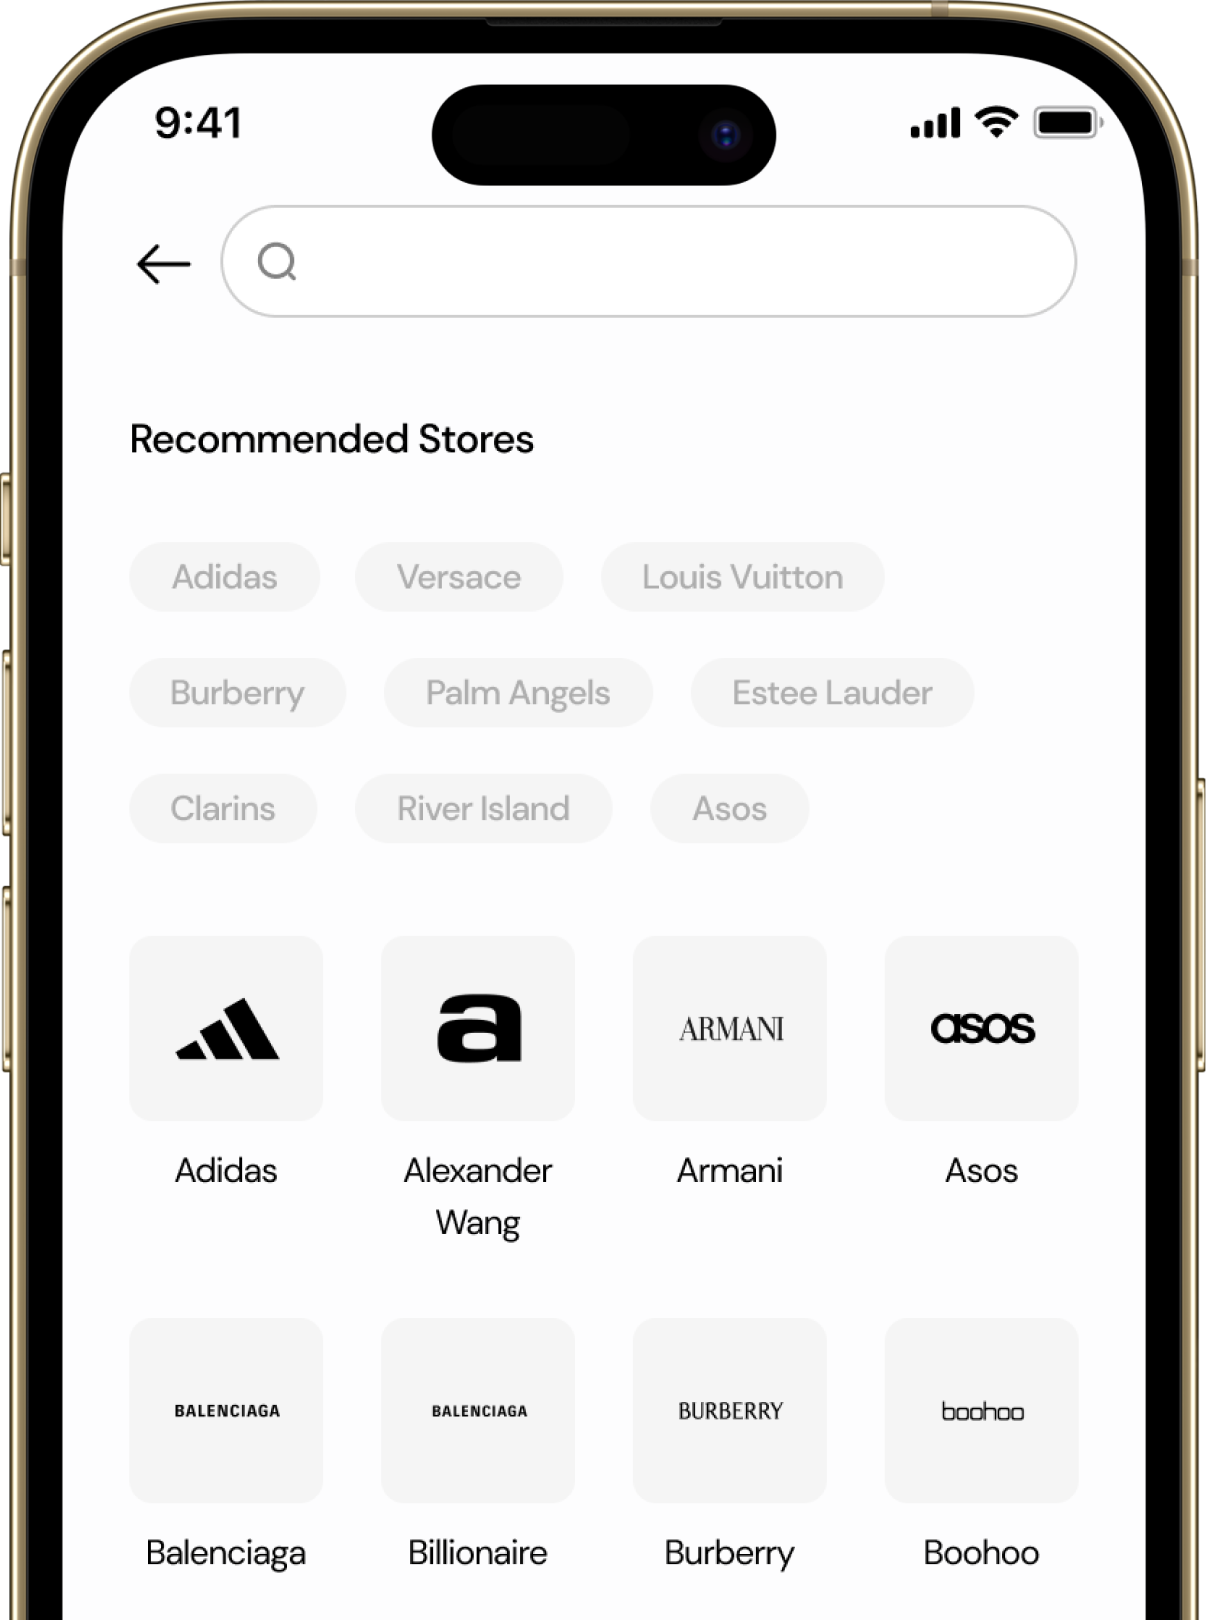 9:41
Recommended Stores
Adidas Versace Louis Vuitton
Burberry Palm Angels Estee Lauder
Clarins River Island Asos
a ARMANI asos
Adidas Alexander Wang Armani Asos
BALENCIAGA BALENCIAGA BURBERRY boohoo
Balenciaga Billionaire Burberry Boohoo